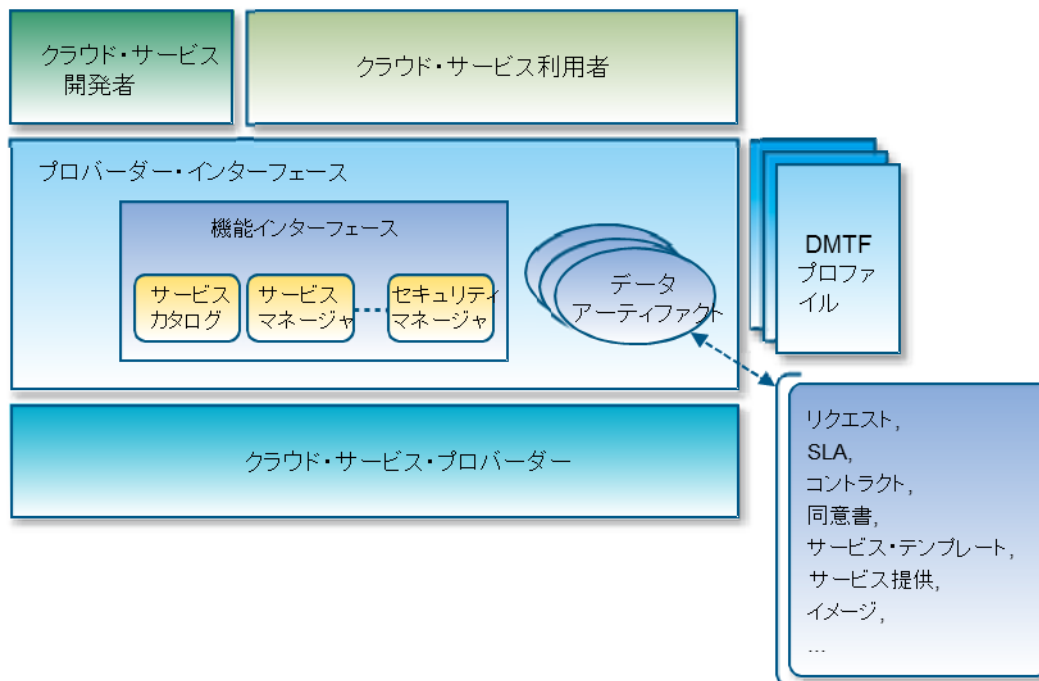 クラウド・サービス
開発者
クラウド・サービス利用者
プロバーダー・インターフェース
機能インターフェース
サービス
カタログ
サービス
マネージャ
セキュリティ
マネージャ
データ
アーティファクト
DMTF
プロファ
イル
クラウド・サービス・プロバーダー
リクエスト,
SLA,
コントラクト,
同意書,
サービス・テンプレート,
サービス提供,
イメージ,
...